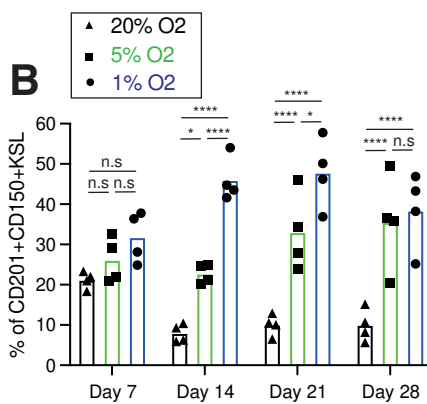 B
20% O2
5% O2
1% O2
% of CD201+CD150+KSL
60
50
40
30
20
10
0
n.s
n.s n.s
****
* ****
****
**** *
****
**** n.s
Day 7 Day 14 Day 21 Day 28